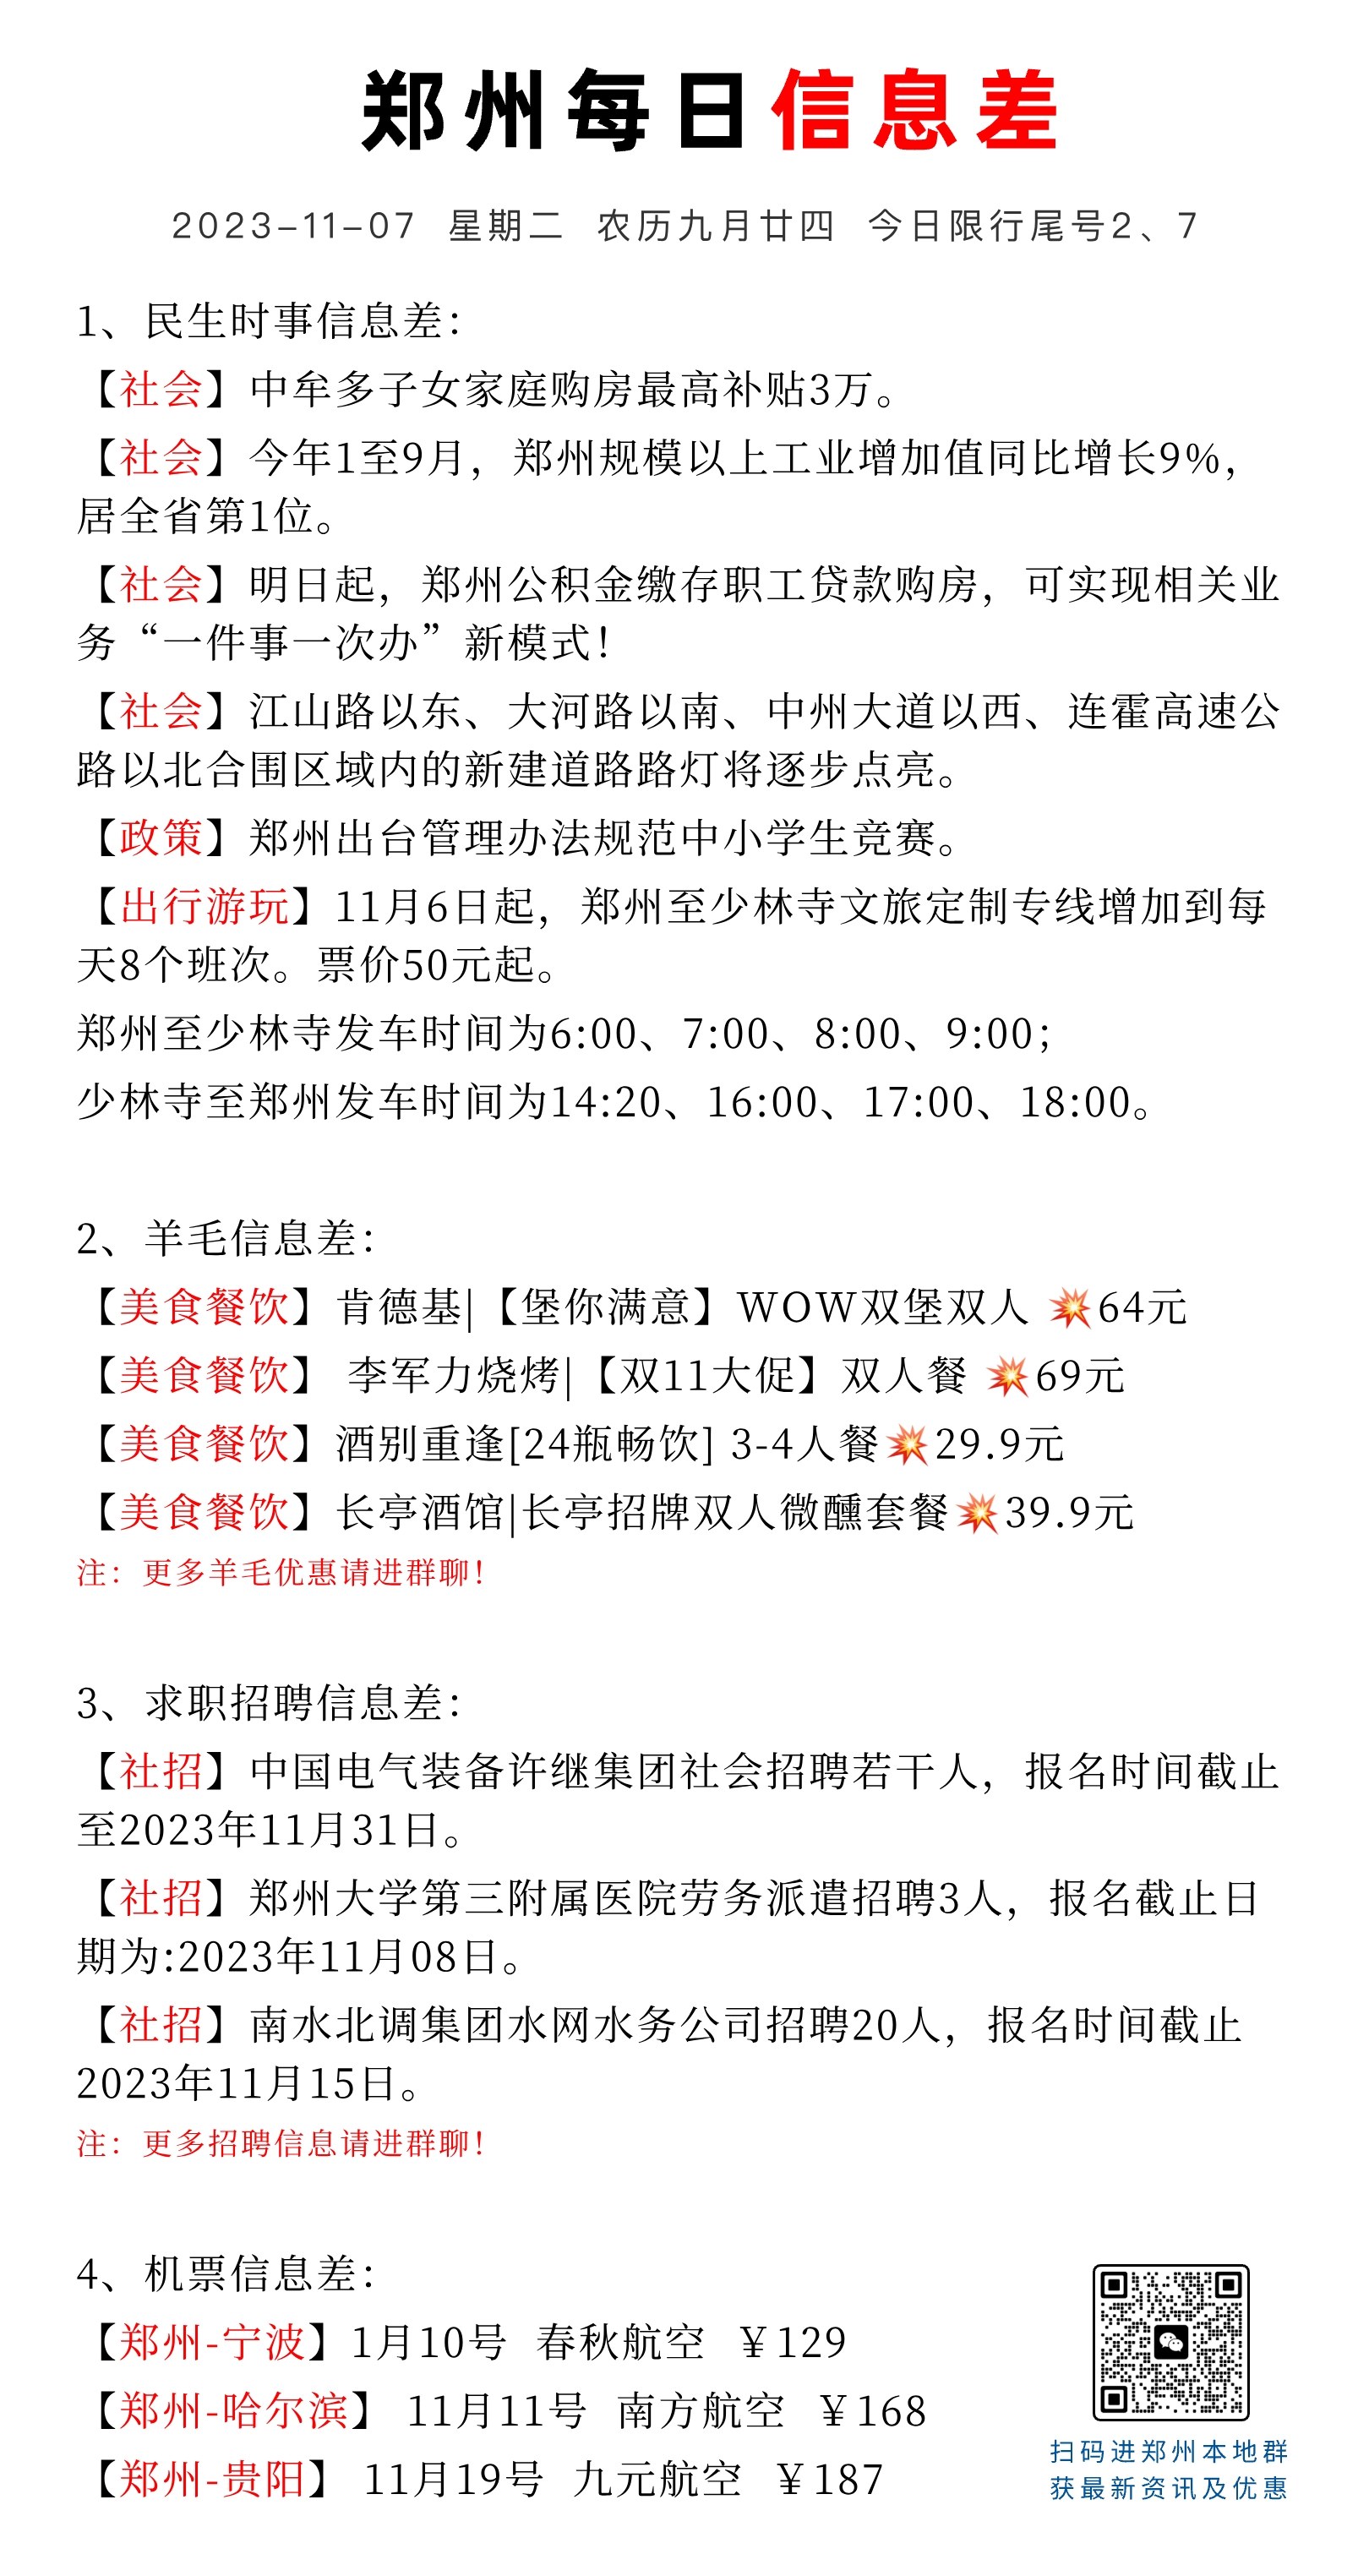 郑州每日信息差
2023-11-07 星期二 农历九月廿四 今日限行尾号2、7
1、民生时事信息差：
【社会】中牟多子女家庭购房最高补贴3万。
【社会】今年1至9月，郑州规模以上工业增加值同比增长9%，
居全省第1位。
【社会】明日起，郑州公积金缴存职工贷款购房，可实现相关业
务“一件事一次办”新模式！
【社会】江山路以东、大河路以南、中州大道以西、连霍高速公
路以北合围区域内的新建道路路灯将逐步点亮。
【政策】郑州出台管理办法规范中小学生竞赛。
【出行游玩】11月6日起，郑州至少林寺文旅定制专线增加到每
天8个班次。票价50元起。
郑州至少林寺发车时间为6:00、7:00、8:00、9:00；
少林寺至郑州发车时间为14:20、16:00、17:00、18:00。
2、羊毛信息差：
【美食餐饮】肯德基|【堡你满意】WOW双堡双人 💥64元
【美食餐饮】 李军力烧烤|【双11大促】双人餐 💥69元
【美食餐饮】酒别重逢[24瓶畅饮] 3-4人餐💥29.9元
【美食餐饮】长亭酒馆|长亭招牌双人微醺套餐💥39.9元
注：更多羊毛优惠请进群聊！
3、求职招聘信息差：
【社招】中国电气装备许继集团社会招聘若干人，报名时间截止
至2023年11月31日。
【社招】郑州大学第三附属医院劳务派遣招聘3人，报名截止日
期为:2023年11月08日。
【社招】南水北调集团水网水务公司招聘20人，报名时间截止
2023年11月15日。
注：更多招聘信息请进群聊！
4、机票信息差：
【郑州-宁波】1月10号 春秋航空 ￥129
【郑州-哈尔滨】 11月11号 南方航空 ￥168
【郑州-贵阳】 11月19号 九元航空 ￥187
扫码进郑州本地群
获最新资讯及优惠